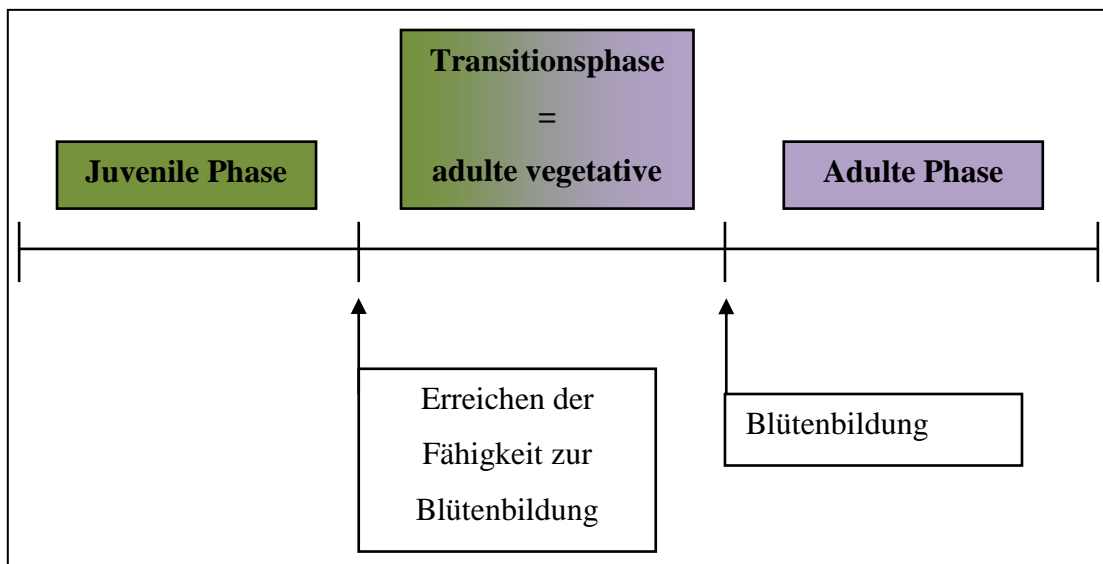 Transitionsphase
=
adulte vegetative
Juvenile Phase
Adulte Phase
Erreichen der
Fähigkeit zur
Blütenbildung
Blütenbildung